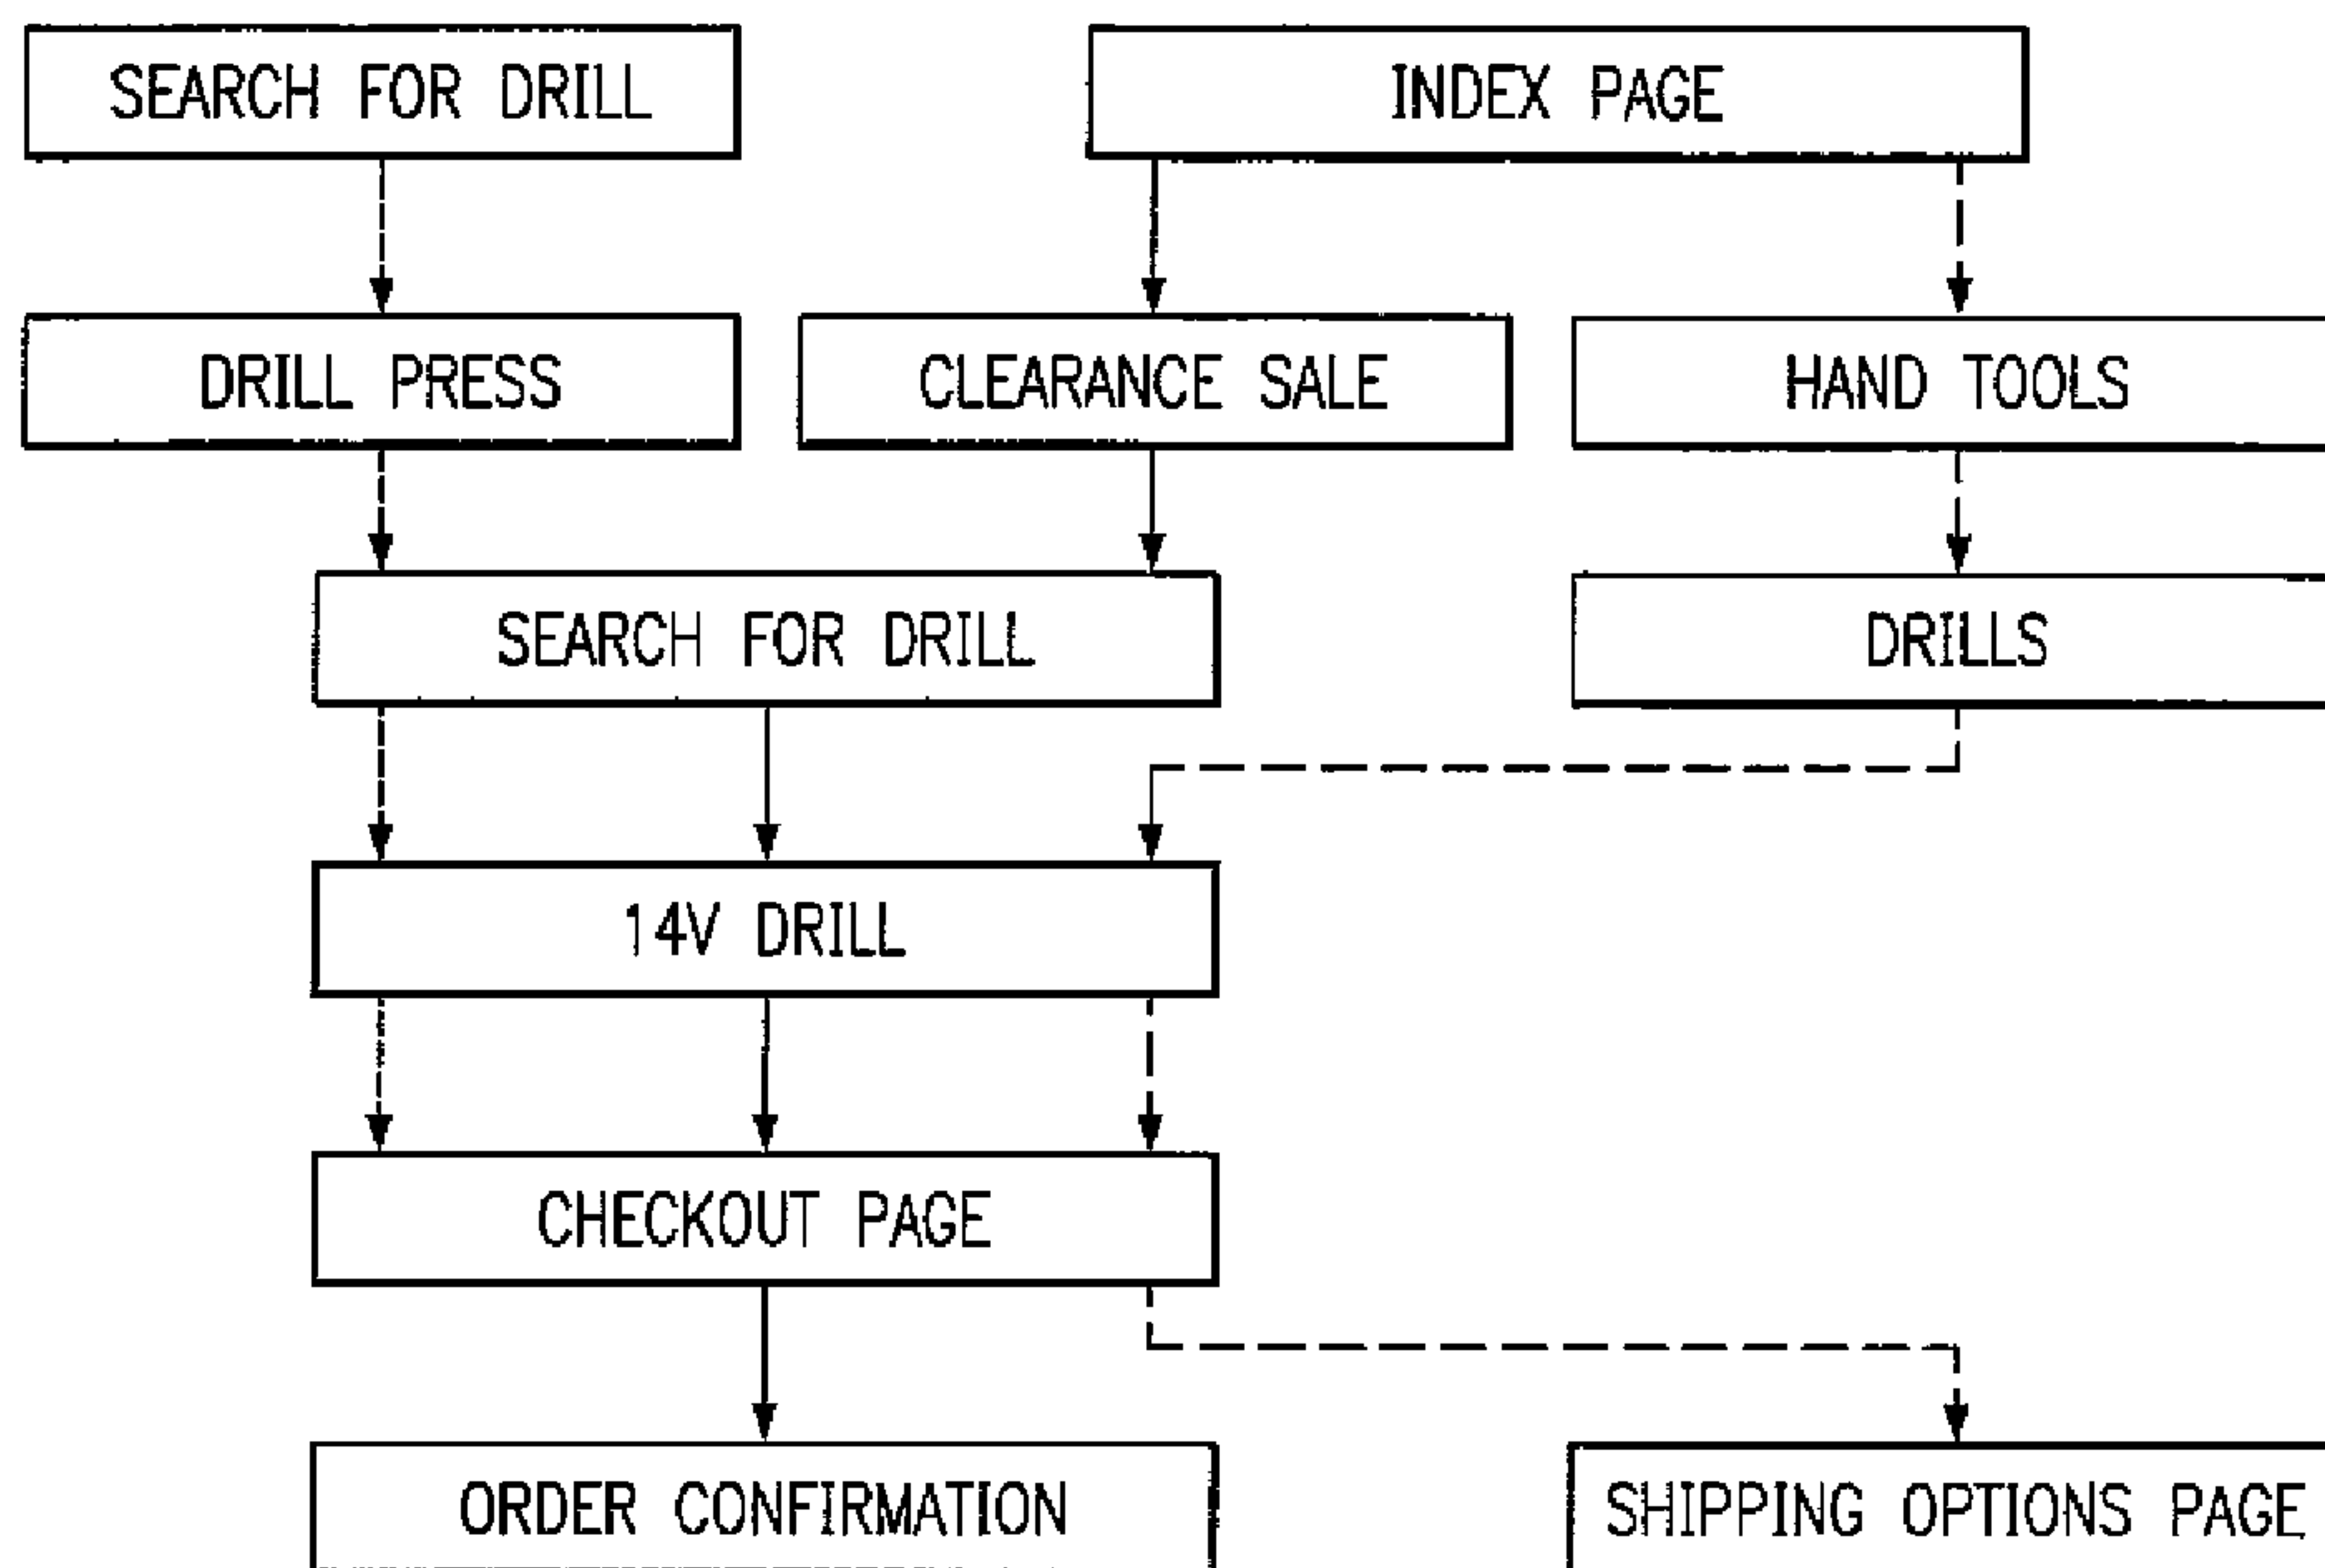 SEARCH FOR DRILL
INDEX PAGE
DRILL PRESS
CLEARANCE SALE
HAND TOOLS
SEARCH FOR DRILL
DRILLS
14V DRILL
CHECKOUT PAGE
ORDER CONFIRMATION
SHIPPING OPTIONS PAGE